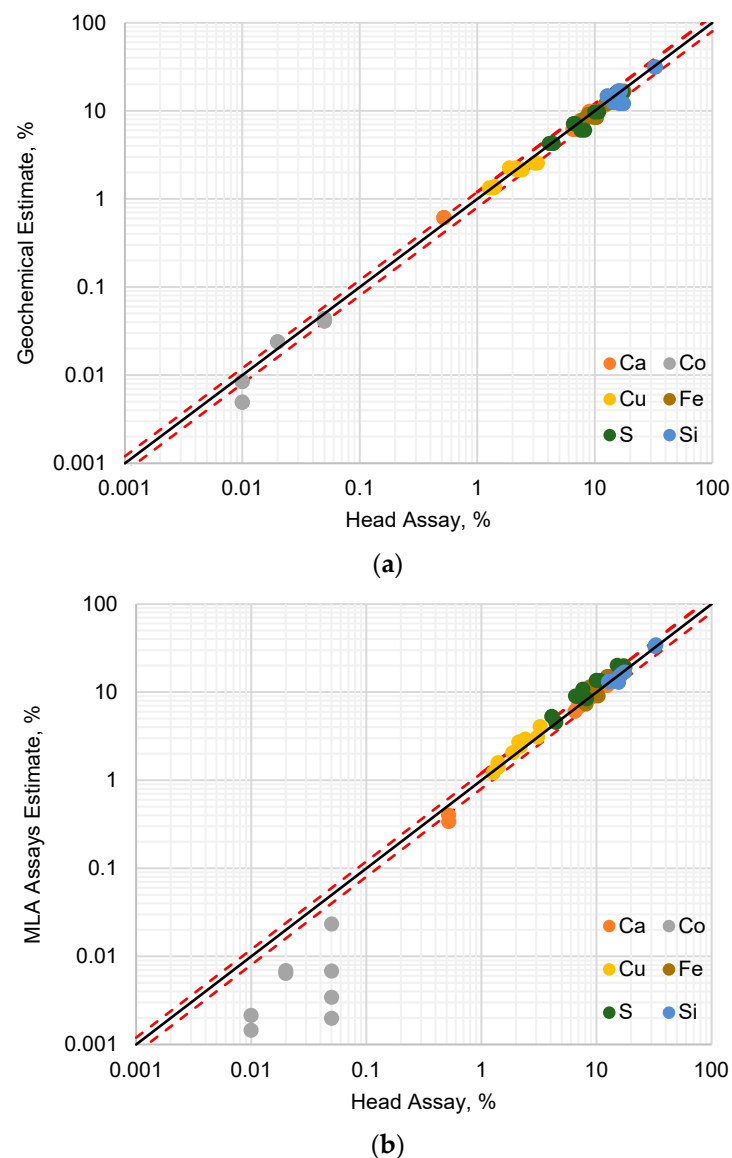 100
10
1
0.1
0.01
0.001
Geochemical Estimate, %
Ca Co
Cu Fe
S Si
0.001 0.01 0.1 1 10 100
Head Assay, %
(a)
100
10
1
0.1
0.01
0.001
MLA Assays Estimate, %
Ca Co
Cu Fe
S Si
0.001 0.01 0.1 1 10 100
Head Assay, %
(b)